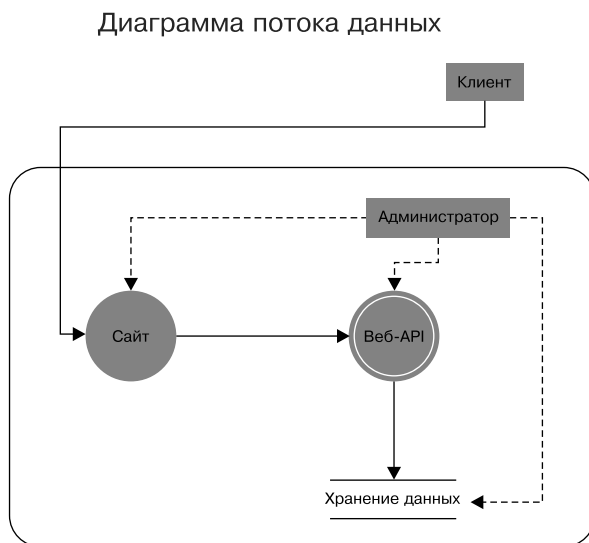 Диаграмма потока данных
Клиент
Администратор
Сайт
Веб-API
Хранение данных